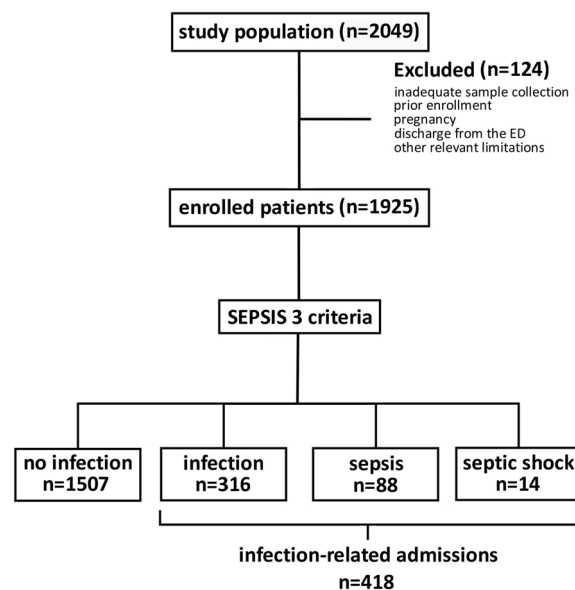 study population (n=2049)
Excluded (n=124)
inadequate sample collection
prior enrollment
pregnancy
discharge from the ED
other relevant limitations
enrolled patients (n=1925)
SEPSIS 3 criteria
no infection
n=1507
infection
n=316
sepsis
n=88
septic shock
n=14
infection-related admissions
n=418